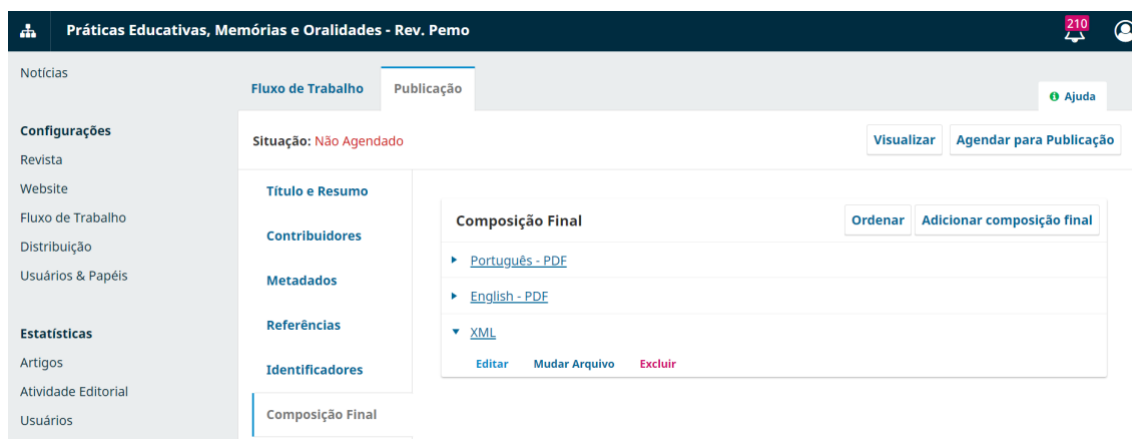 Práticas Educativas, Memórias e Oralidades - Rev. Pemo
210
Notícias
Configurações
Revista
Website
Fluxo de Trabalho
Distribuição
Usuários & Papéis
Estatísticas
Artigos
Atividade Editorial
Usuários
Fluxo de Trabalho Publicação
Ajuda
Situação: Não Agendado
Visualizar Agendar para Publicação
Título e Resumo
Contribuidores
Metadados
Referências
Identificadores
Composição Final
Composição Final Ordenar Adicionar composição final
Português - PDF
English - PDF
XML
Editar Mudar Arquivo Excluir